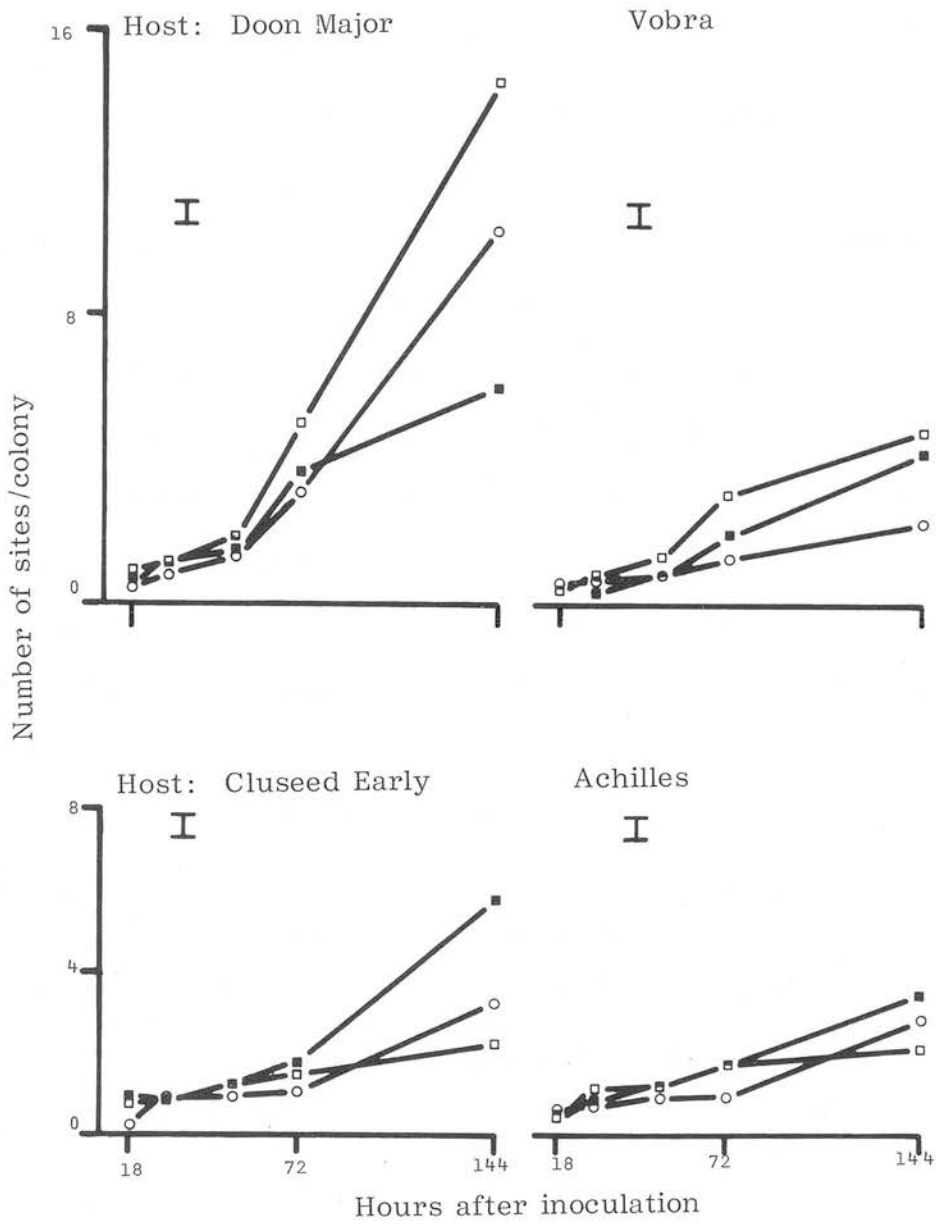 16
Host: Doon Major
Vobra
8
0
Number of sites/colony
Host: Cluseed Early
Achilles
8
4
0
18
72
144
18
72
144
Hours after inoculation